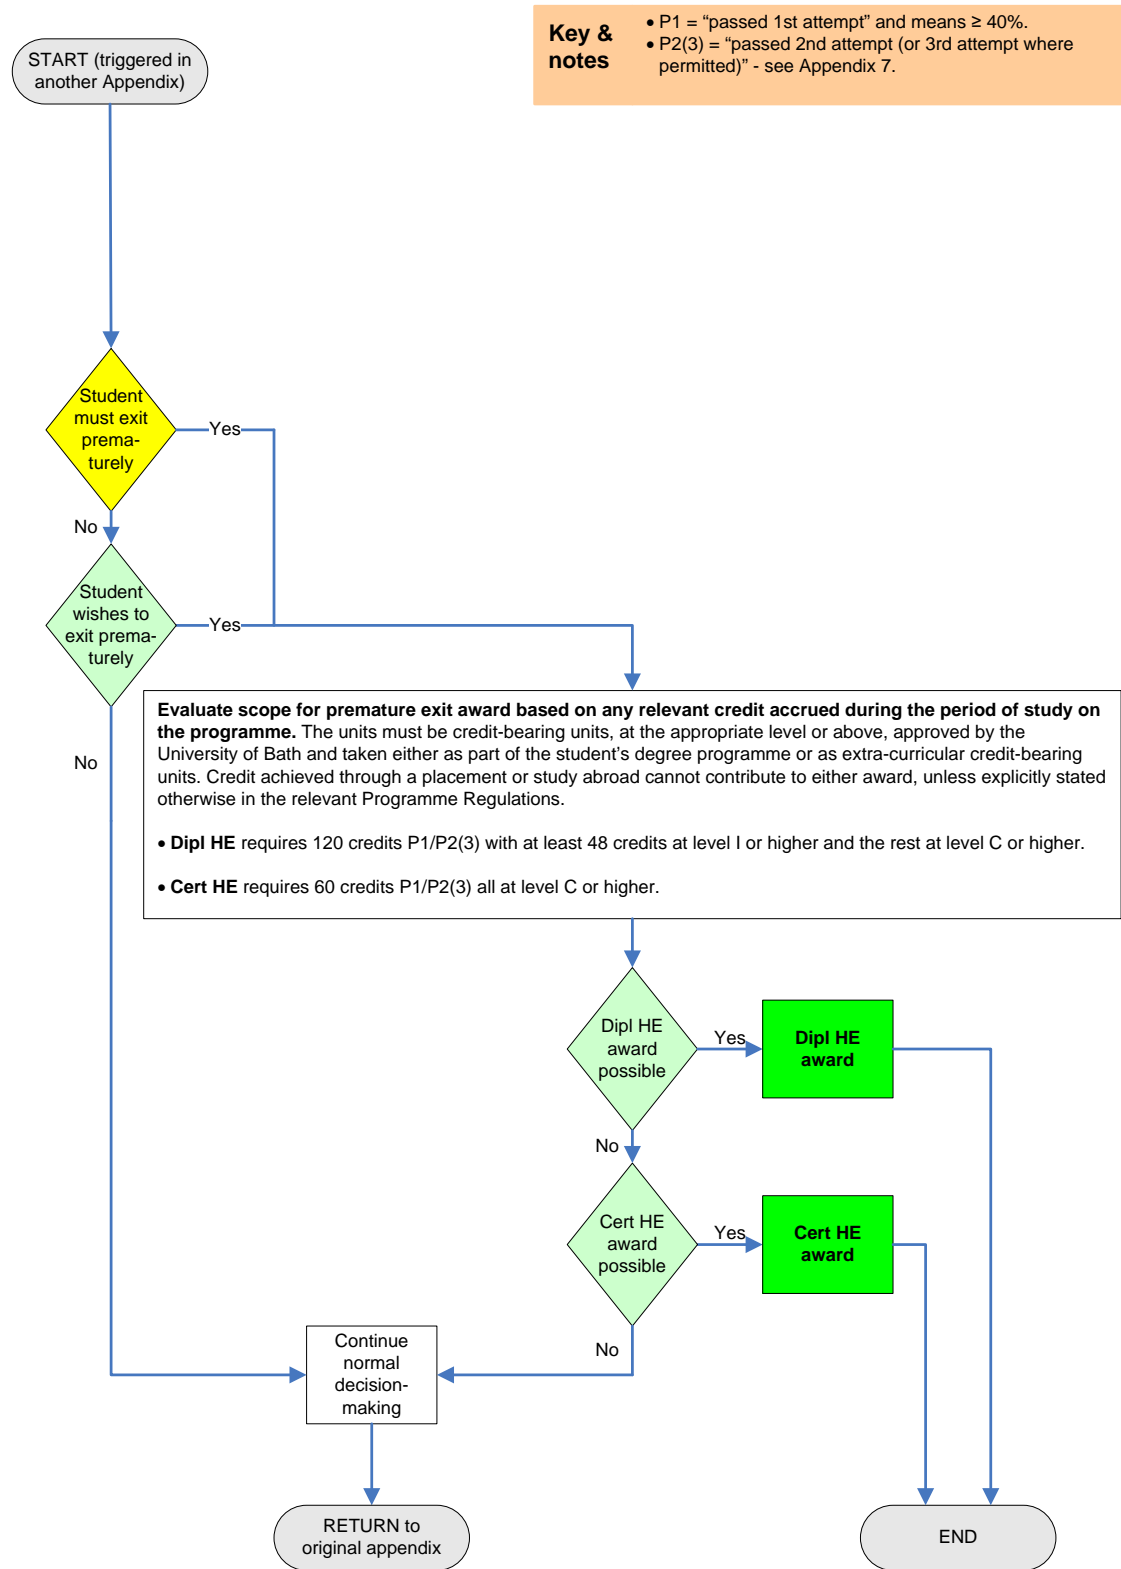 Key &
notes
• P1 = “passed 1st attempt” and means ≥ 40%.
• P2(3) = “passed 2nd attempt (or 3rd attempt where
permitted)” - see Appendix 7.
START (triggered in
another Appendix)
Student
must exit
prema-
turely
Yes
No
Student
wishes to
exit prema-
turely
Yes
No
Evaluate scope for premature exit award based on any relevant credit accrued during the period of study on
the programme. The units must be credit-bearing units, at the appropriate level or above, approved by the
University of Bath and taken either as part of the student’s degree programme or as extra-curricular credit-bearing
units. Credit achieved through a placement or study abroad cannot contribute to either award, unless explicitly stated
otherwise in the relevant Programme Regulations.
• Dipl HE requires 120 credits P1/P2(3) with at least 48 credits at level I or higher and the rest at level C or higher.
• Cert HE requires 60 credits P1/P2(3) all at level C or higher.
Dipl HE
award
possible
Yes
Dipl HE
award
No
Cert HE
award
possible
Yes
Cert HE
award
No
Continue
normal
decision-
making
RETURN to
original appendix
END